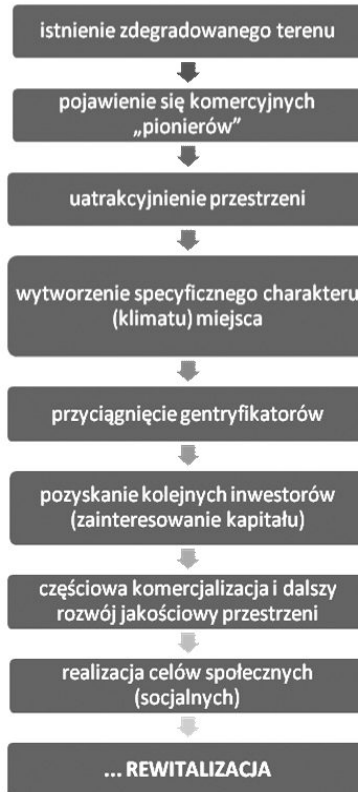 istnienie zdegradowanego terenu
pojawienie się komercyjnych
„pionierów”
uatrakcyjnienie przestrzeni
wytworzenie specyficznego charakteru
(klimatu) miejsca
przyciągnięcie gentryfikatorów
pozyskanie kolejnych inwestorów
(zainteresowanie kapitału)
częściowa komercjalizacja i dalszy
rozwój jakościowy przestrzeni
realizacja celów społecznych
(socjalnych)
... REWITALIZACJA